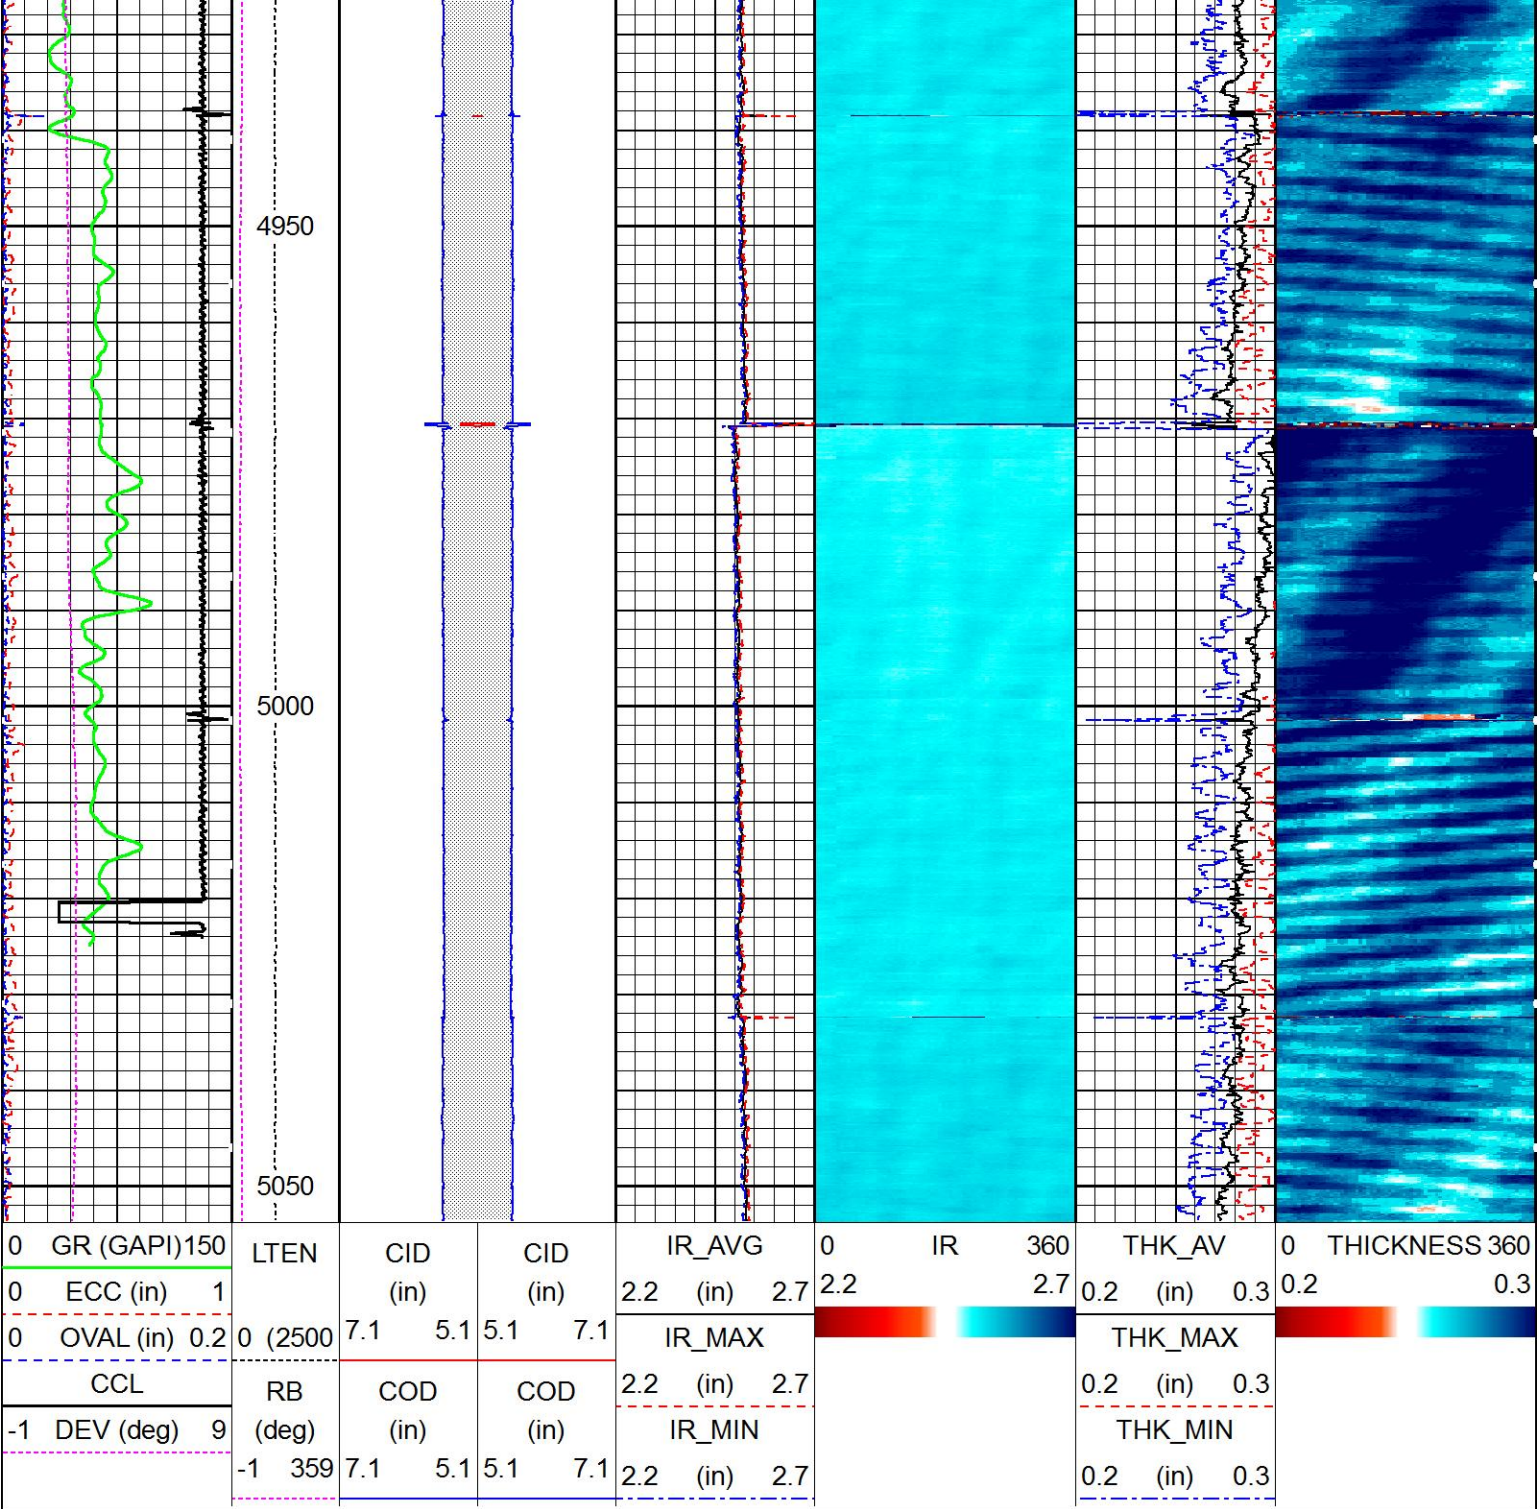 4950
5000
5050
0 GR (GAPI) 150
0 ECC (in) 1
0 OVAL (in) 0.2
CCL
-1 DEV (deg) 9
LTEN
0 (2500
RB
(deg)
-1 359
CID
(in)
7.1 5.1
COD
(in)
7.1 5.1
CID
(in)
5.1 7.1
COD
(in)
5.1 7.1
IR_AVG
2.2 (in) 2.7
IR_MAX
2.2 (in) 2.7
IR_MIN
2.2 (in) 2.7
0 IR 360
2.2 2.7
THK_AV
0.2 (in) 0.3
THK_MAX
0.2 (in) 0.3
THK_MIN
0.2 (in) 0.3
0 THICKNESS 360
0.2 0.3